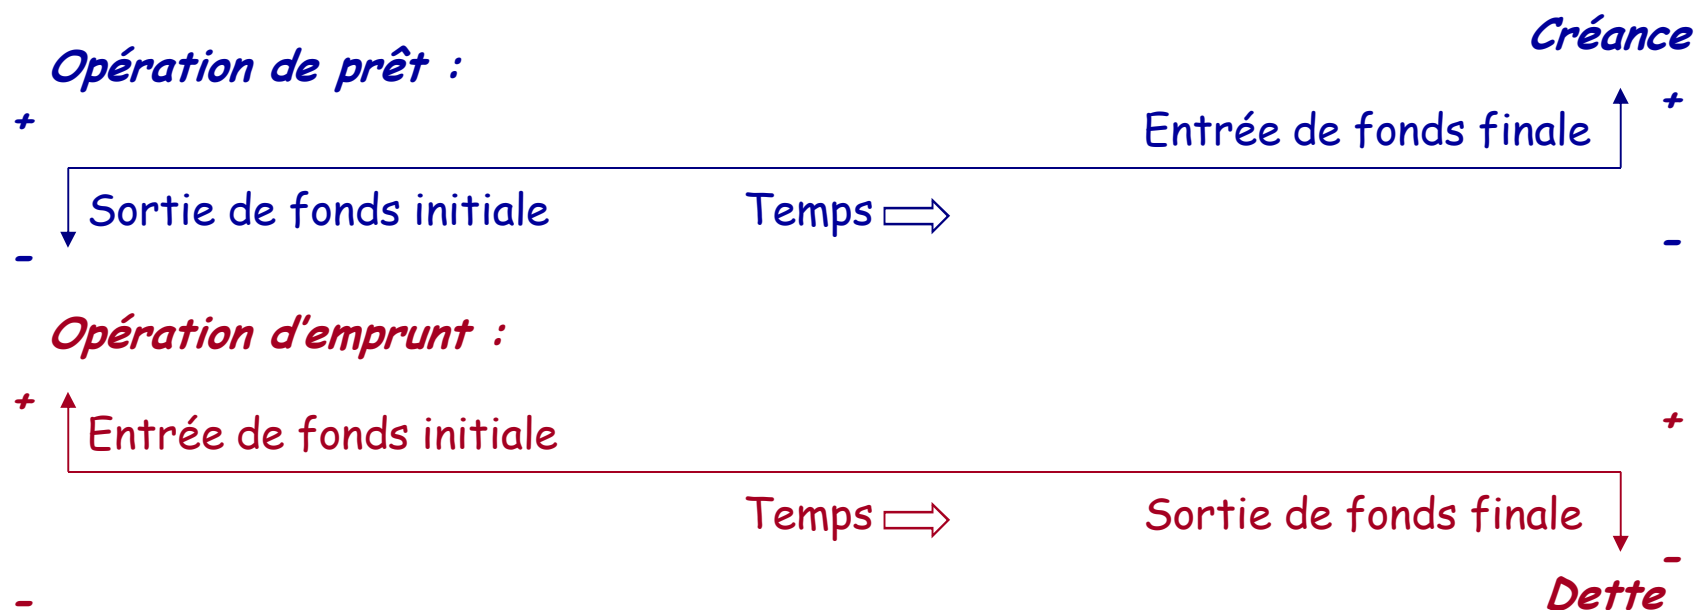 Créance
Opération de prêt :
+ +
Entrée de fonds finale
Sortie de fonds initiale Temps
- -
Opération d'emprunt :
+ +
Entrée de fonds initiale
Temps Sortie de fonds finale
- -
Dette